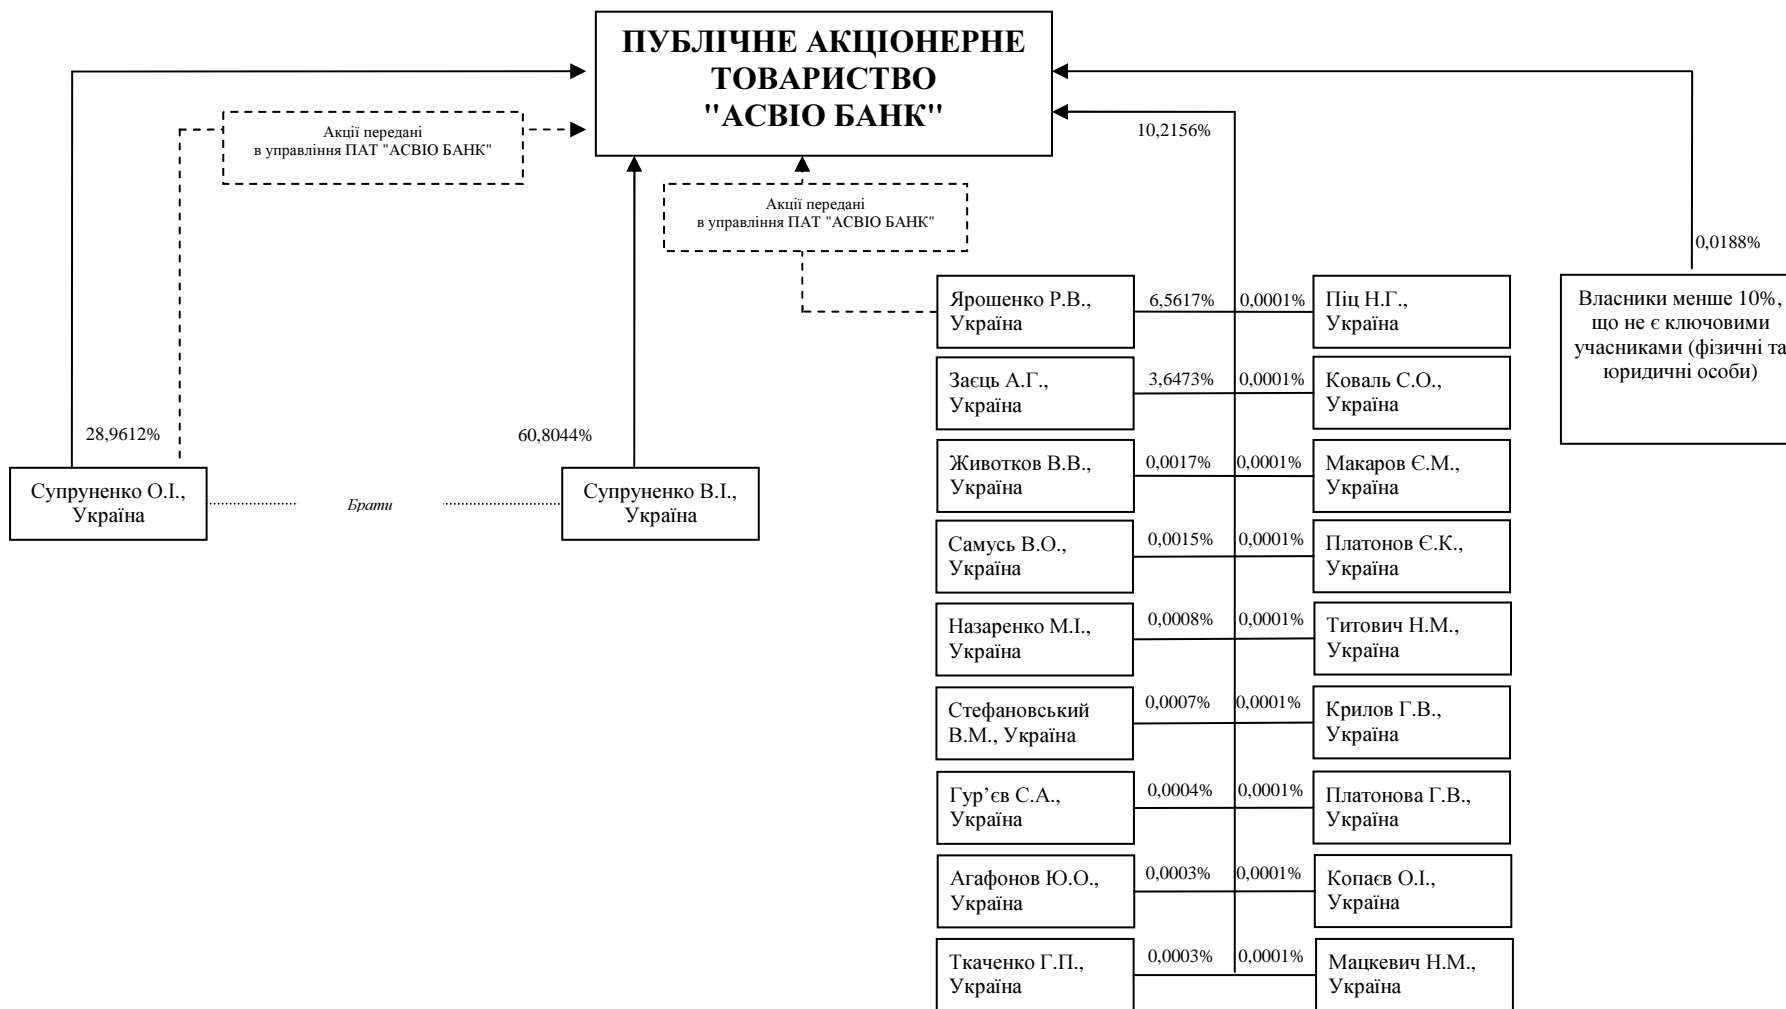 ПУБЛІЧНЕ АКЦІОНЕРНЕ
ТОВАРИСТВО
"АСВІО БАНК"
Акції передані
в управління ПАТ "АСВІО БАНК"
10,2156%
Акції передані
в управління ПАТ "АСВІО БАНК"
0,0188%
Власники менше 10%,
що не є ключовими
учасниками (фізичні та
юридичні особи)
28,9612%
60,8044%
Супруненко О.І.,
Україна
Брати
Супруненко В.І.,
Україна
Ярошенко Р.В.,
Україна
6,5617%
0,0001%
Піц Н.Г.,
Україна
Заєць А.Г.,
Україна
3,6473%
0,0001%
Коваль С.О.,
Україна
Животков В.В.,
Україна
0,0017%
0,0001%
Макаров Є.М.,
Україна
Самусь В.О.,
Україна
0,0015%
0,0001%
Платонов Є.К.,
Україна
Назаренко М.І.,
Україна
0,0008%
0,0001%
Титович Н.М.,
Україна
Стефановський
В.М., Україна
0,0007%
0,0001%
Крилов Г.В.,
Україна
Гур’єв С.А.,
Україна
0,0004%
0,0001%
Платонова Г.В.,
Україна
Агафонов Ю.О.,
Україна
0,0003%
0,0001%
Копаєв О.І.,
Україна
Ткаченко Г.П.,
Україна
0,0003%
0,0001%
Мацкевич Н.М.,
Україна